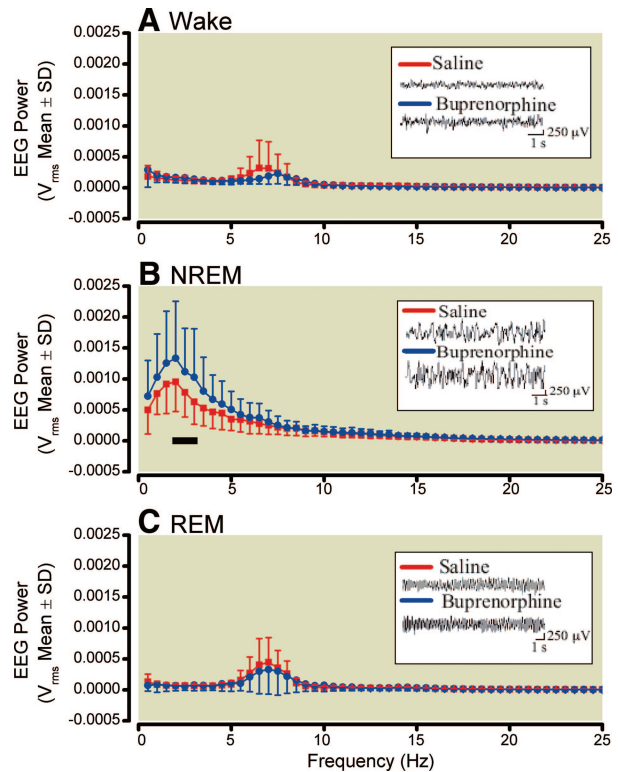 A Wake
0.0025
0.0020
0.0015
0.0010
0.0005
0.0000
-0.0005
EEG Power
(Vrms Mean ± SD)
Saline
Buprenorphine
250 µV
1 s
0 5 10 15 20 25
B NREM
0.0025
0.0020
0.0015
0.0010
0.0005
0.0000
-0.0005
EEG Power
(Vrms Mean ± SD)
Saline
Buprenorphine
250 µV
1 s
0 5 10 15 20 25
C REM
0.0025
0.0020
0.0015
0.0010
0.0005
0.0000
-0.0005
EEG Power
(Vrms Mean ± SD)
Saline
Buprenorphine
250 µV
1 s
0 5 10 15 20 25
Frequency (Hz)